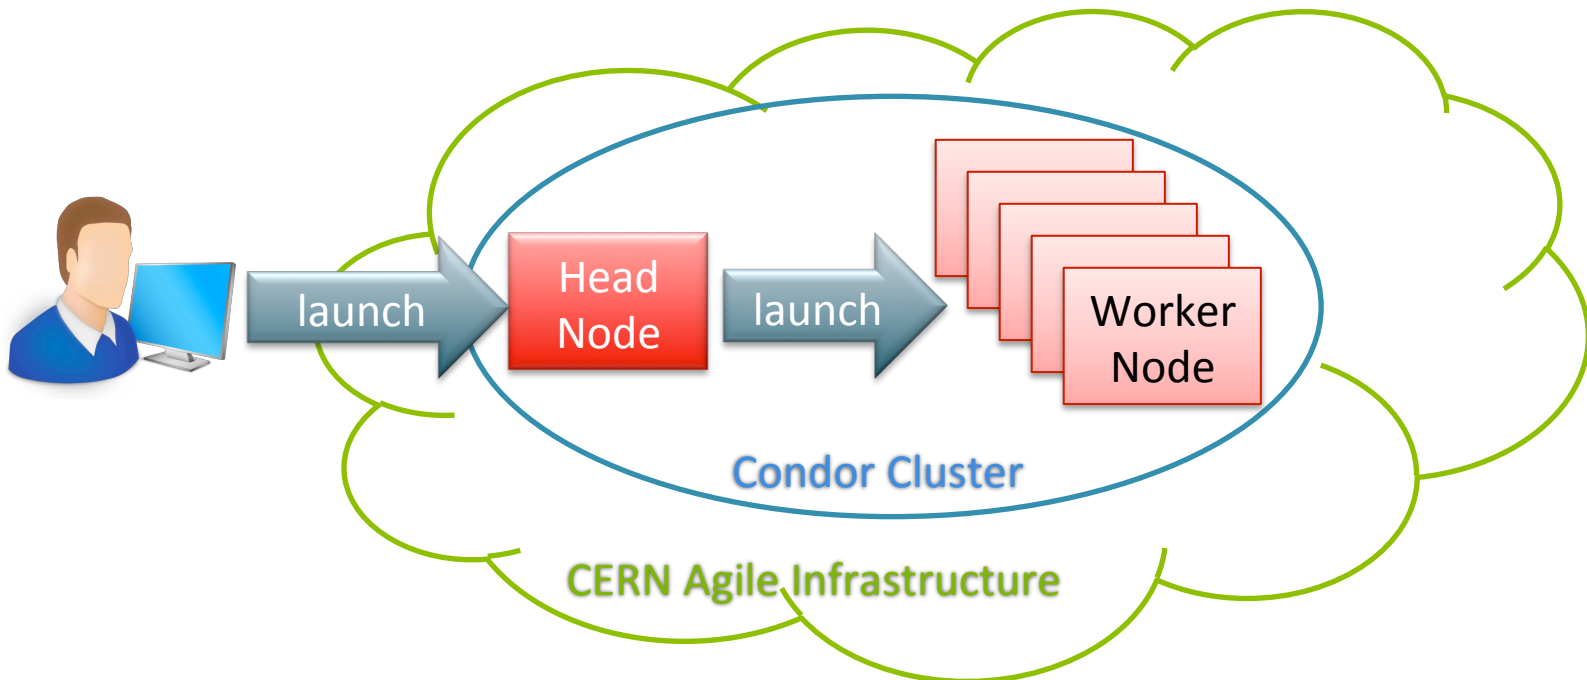 launch
Head
Node
launch
Worker
Node
Condor Cluster
CERN Agile Infrastructure